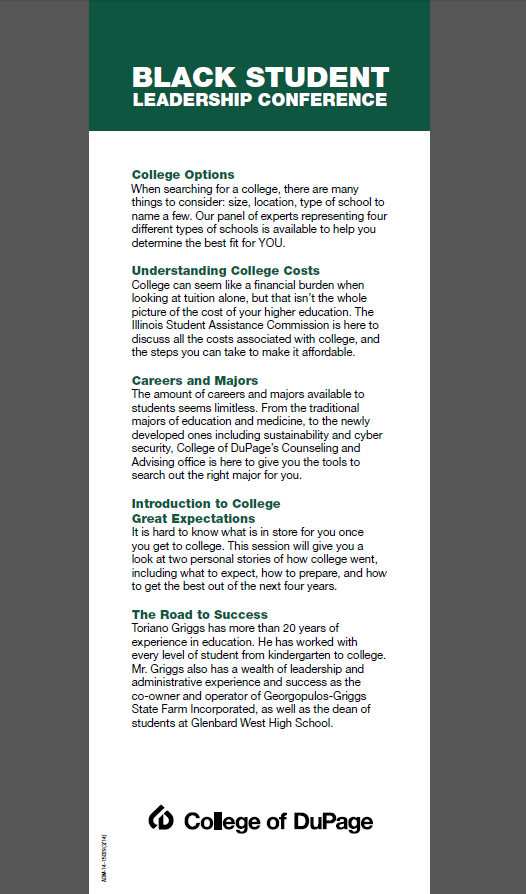 BLACK STUDENT
LEADERSHIP CONFERENCE
College Options
When searching for a college, there are many
things to consider: size, location, type of school to
name a few. Our panel of experts representing four
different types of schools is available to help you
determine the best fit for YOU.
Understanding College Costs
College can seem like a financial burden when
looking at tuition alone, but that isn't the whole
picture of the cost of your higher education. The
Illinois Student Assistance Commission is here to
discuss all the costs associated with college, and
the steps you can take to make it affordable.
Careers and Majors
The amount of careers and majors available to
students seems limitless. From the traditional
majors of education and medicine, to the newly
developed ones including sustainability and cyber
security, College of DuPage's Counseling and
Advising office is here to give you the tools to
search out the right major for you.
Introduction to College
Great Expectations
It is hard to know what is in store for you once
you get to college. This session will give you a
look at two personal stories of how college went,
including what to expect, how to prepare, and how
to get the best out of the next four years.
The Road to Success
Toriano Griggs has more than 20 years of
experience in education. He has worked with
every level of student from kindergarten to college.
Mr. Griggs also has a wealth of leadership and
administrative experience and success as the
co-owner and operator of Georgopulos-Griggs
State Farm Incorporated, as well as the dean of
students at Glenbard West High School.
College of DuPage